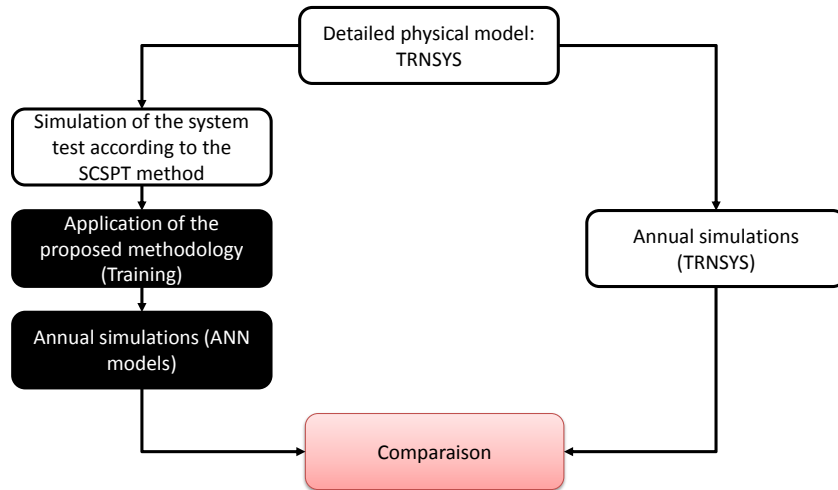 Detailed physical model:
TRNSYS
Simulation of the system
test according to the
SCSPT method
Application of the
proposed methodology
(Training)
Annual simulations (ANN
models)
Annual simulations
(TRNSYS)
Comparaison